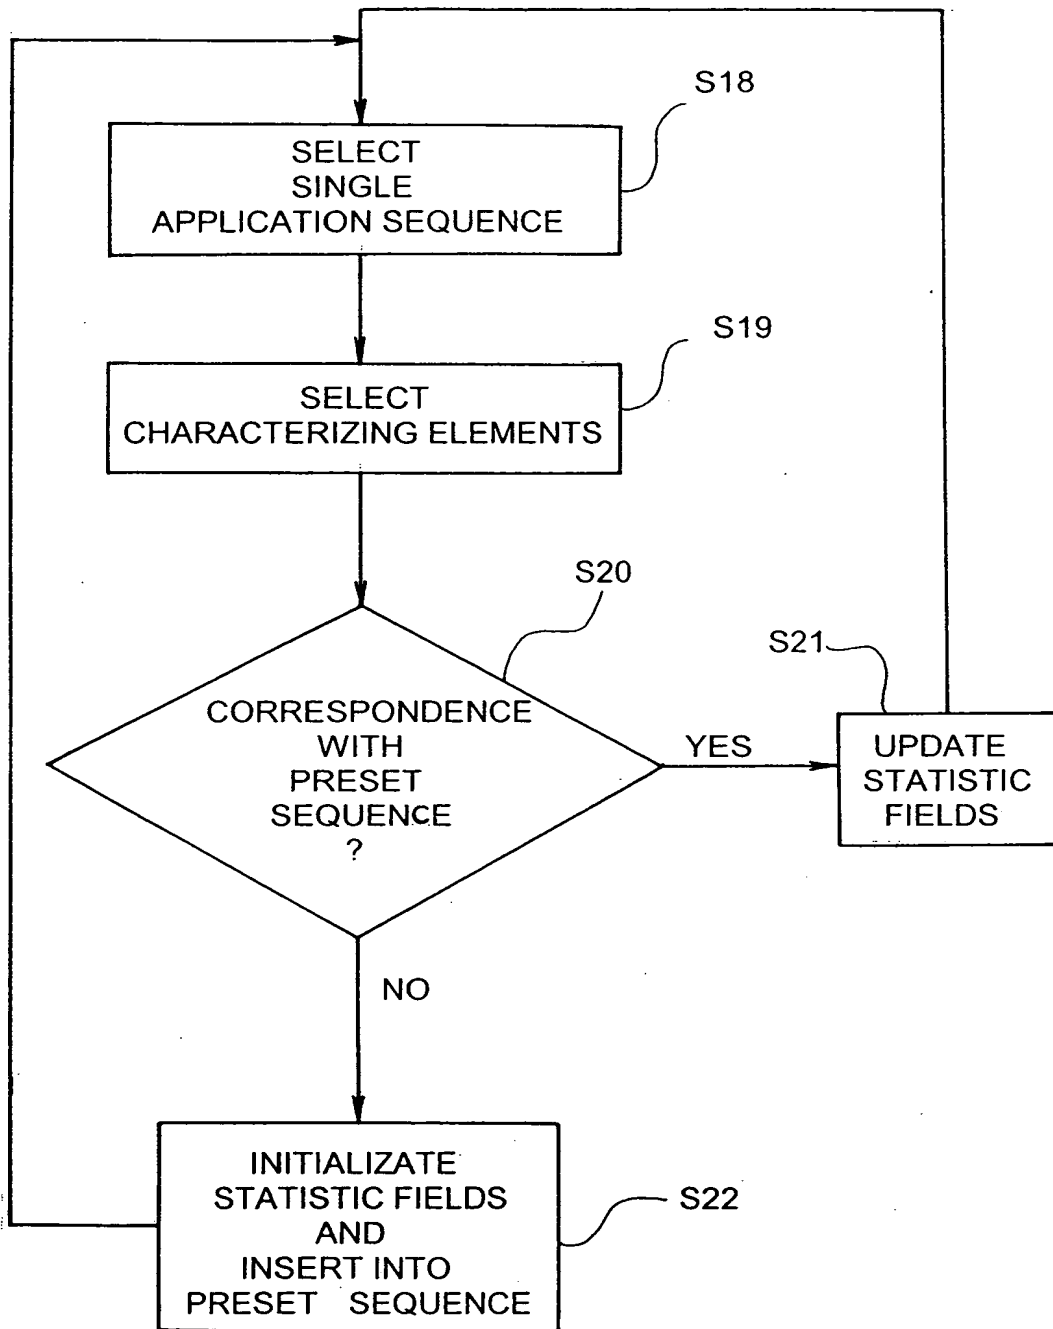 S18
SELECT
SINGLE
APPLICATION SEQUENCE
S19
SELECT
CHARACTERIZING ELEMENTS
S20
CORRESPONDENCE
WITH
PRESET
SEQUENCE
?
YES
S21
UPDATE
STATISTIC
FIELDS
NO
INITIALIZATE
STATISTIC FIELDS
AND
INSERT INTO
PRESET SEQUENCE
S22